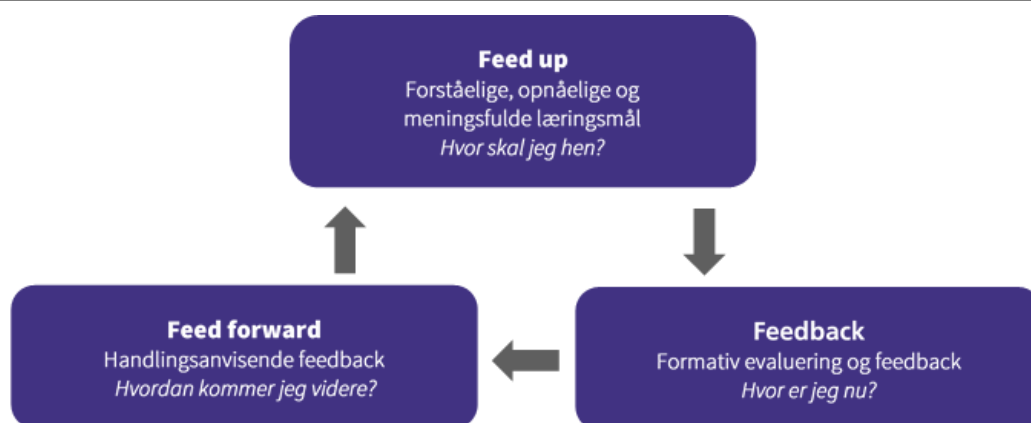 Feed up
Forståelige, opnåelige og
meningsfulde læringsmål
Hvor skal jeg hen?
Feed forward
Handlingsanvisende feedback
Hvordan kommer jeg videre?
Feedback
Formativ evaluering og feedback
Hvor er jeg nu?